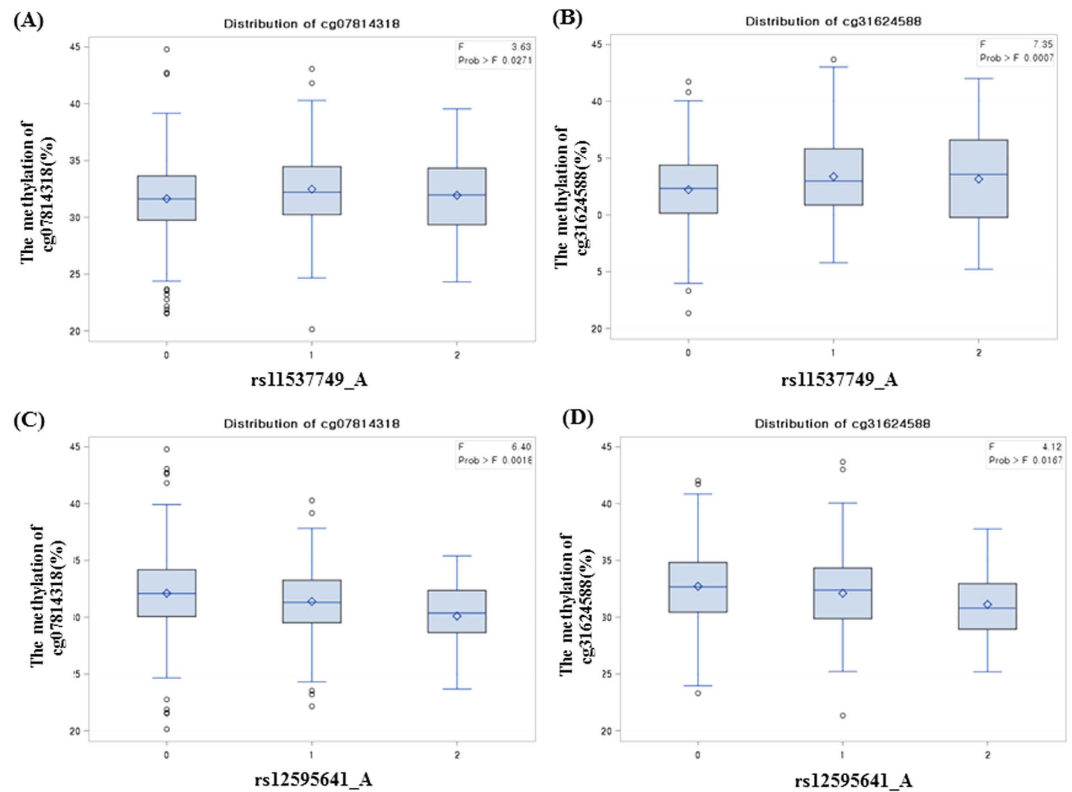 (A)
Distribution of cg07814318
F 3.63
Prob > F 0.0271
The methylation of
cg07814318(%)
45
40
35
30
25
20
0 1 2
rs11537749_A
(B)
Distribution of cg31624588
F 7.35
Prob > F 0.0007
The methylation of
cg31624588(%)
45
40
5
0
5
20
0 1 2
rs11537749_A
(C)
Distribution of cg07814318
F 6.40
Prob > F 0.0018
The methylation of
cg07814318(%)
45
40
15
10
:5
20
0 1 2
rs12595641_A
(D)
Distribution of cg31624588
F 4.12
Prob > F 0.0167
The methylation of
cg31624588(%)
45
40
35
30
25
20
0 1 2
rs12595641_A